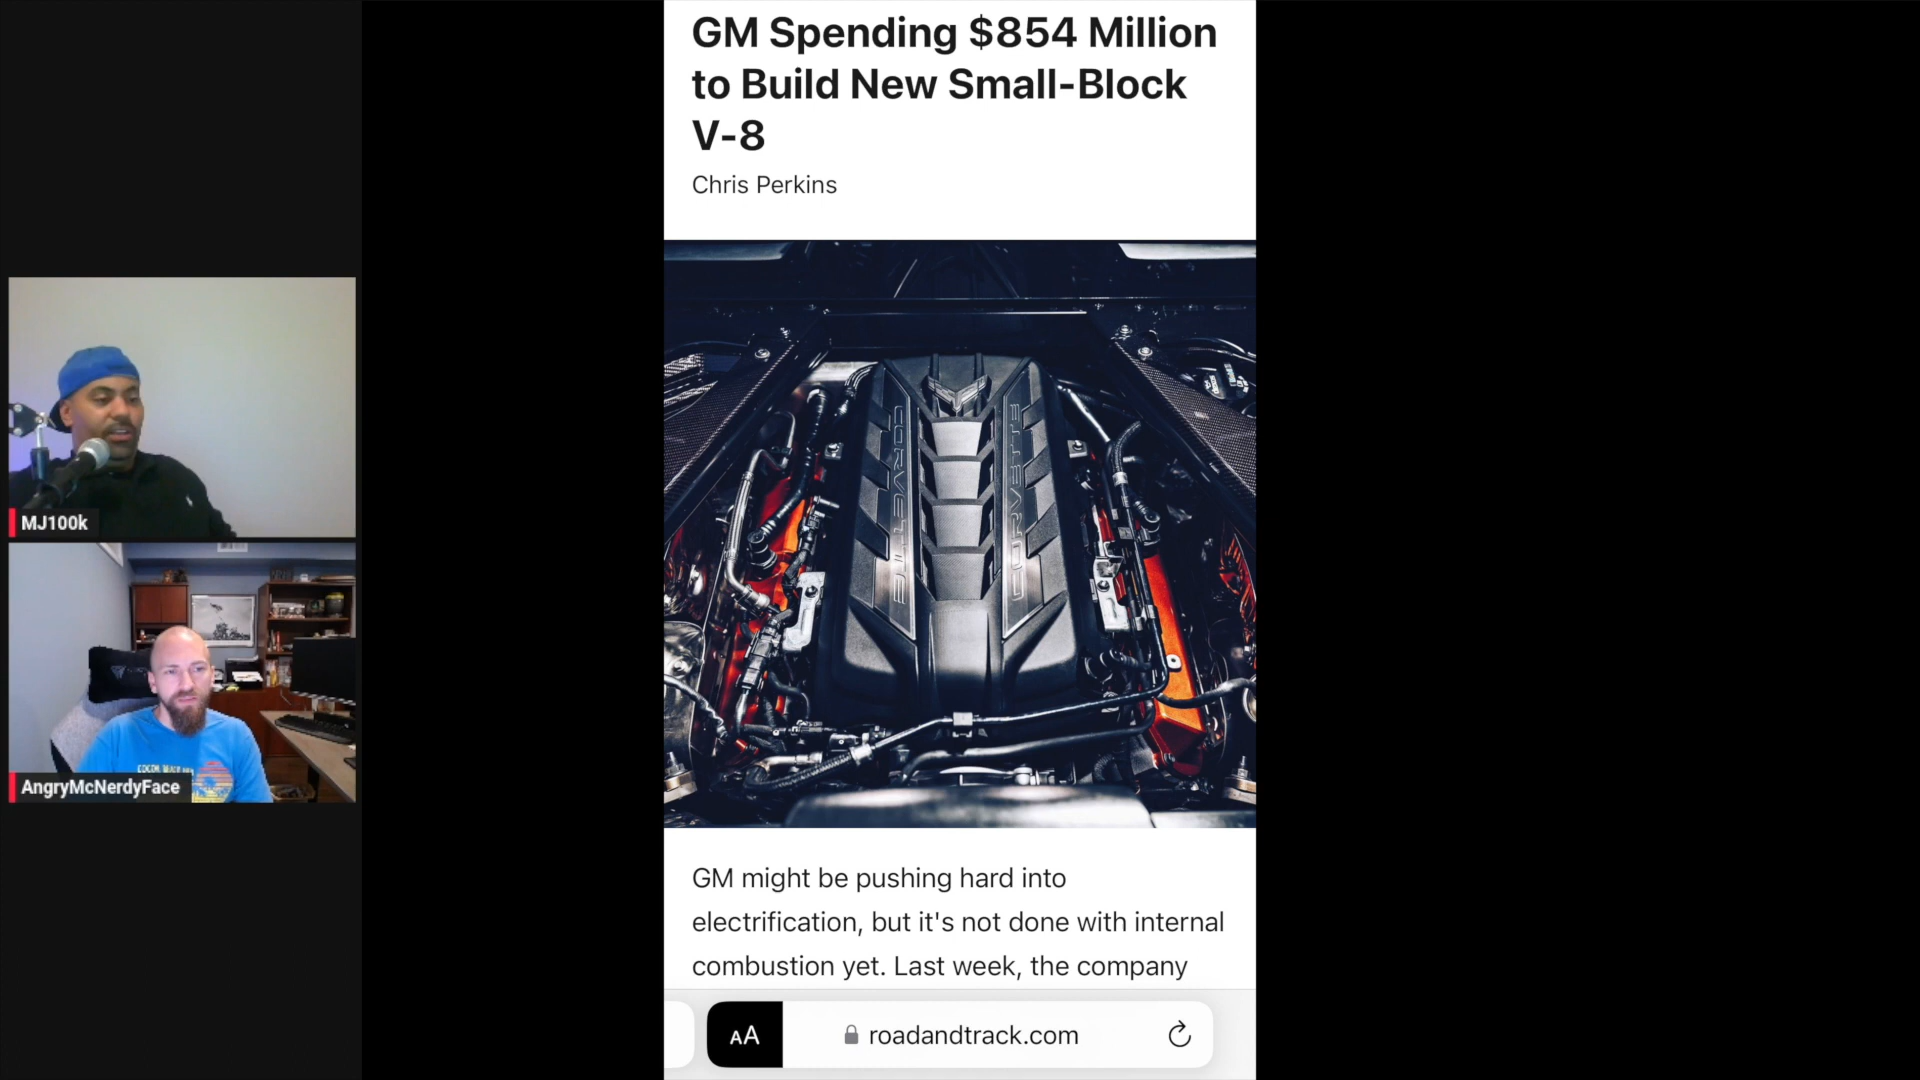 GM Spending $854 Million
to Build New Small-Block
V-8
Chris Perkins
CORVETTE
CORVETTE
MJ100k
AngryMcNerdyFace
GM might be pushing hard into
electrification, but it's not done with internal
combustion yet. Last week, the company
AA
roadandtrack.com